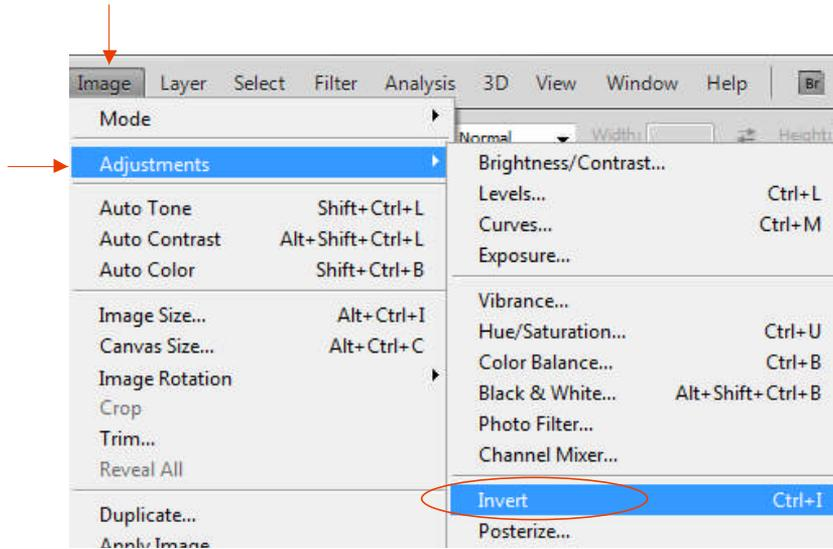 Image Layer Select Filter Analysis 3D View Window Help Br
Mode
Normal Width: Height:
Adjustments
Auto Tone Shift+Ctrl+L
Auto Contrast Alt+Shift+Ctrl+L
Auto Color Shift+Ctrl+B
Image Size... Alt+Ctrl+I
Canvas Size... Alt+Ctrl+C
Image Rotation
Crop
Trim...
Reveal All
Duplicate...
Apply Image
Brightness/Contrast...
Levels... Ctrl+L
Curves... Ctrl+M
Exposure...
Vibrance...
Hue/Saturation... Ctrl+U
Color Balance... Ctrl+B
Black & White... Alt+Shift+Ctrl+B
Photo Filter...
Channel Mixer...
Invert Ctrl+I
Posterize...